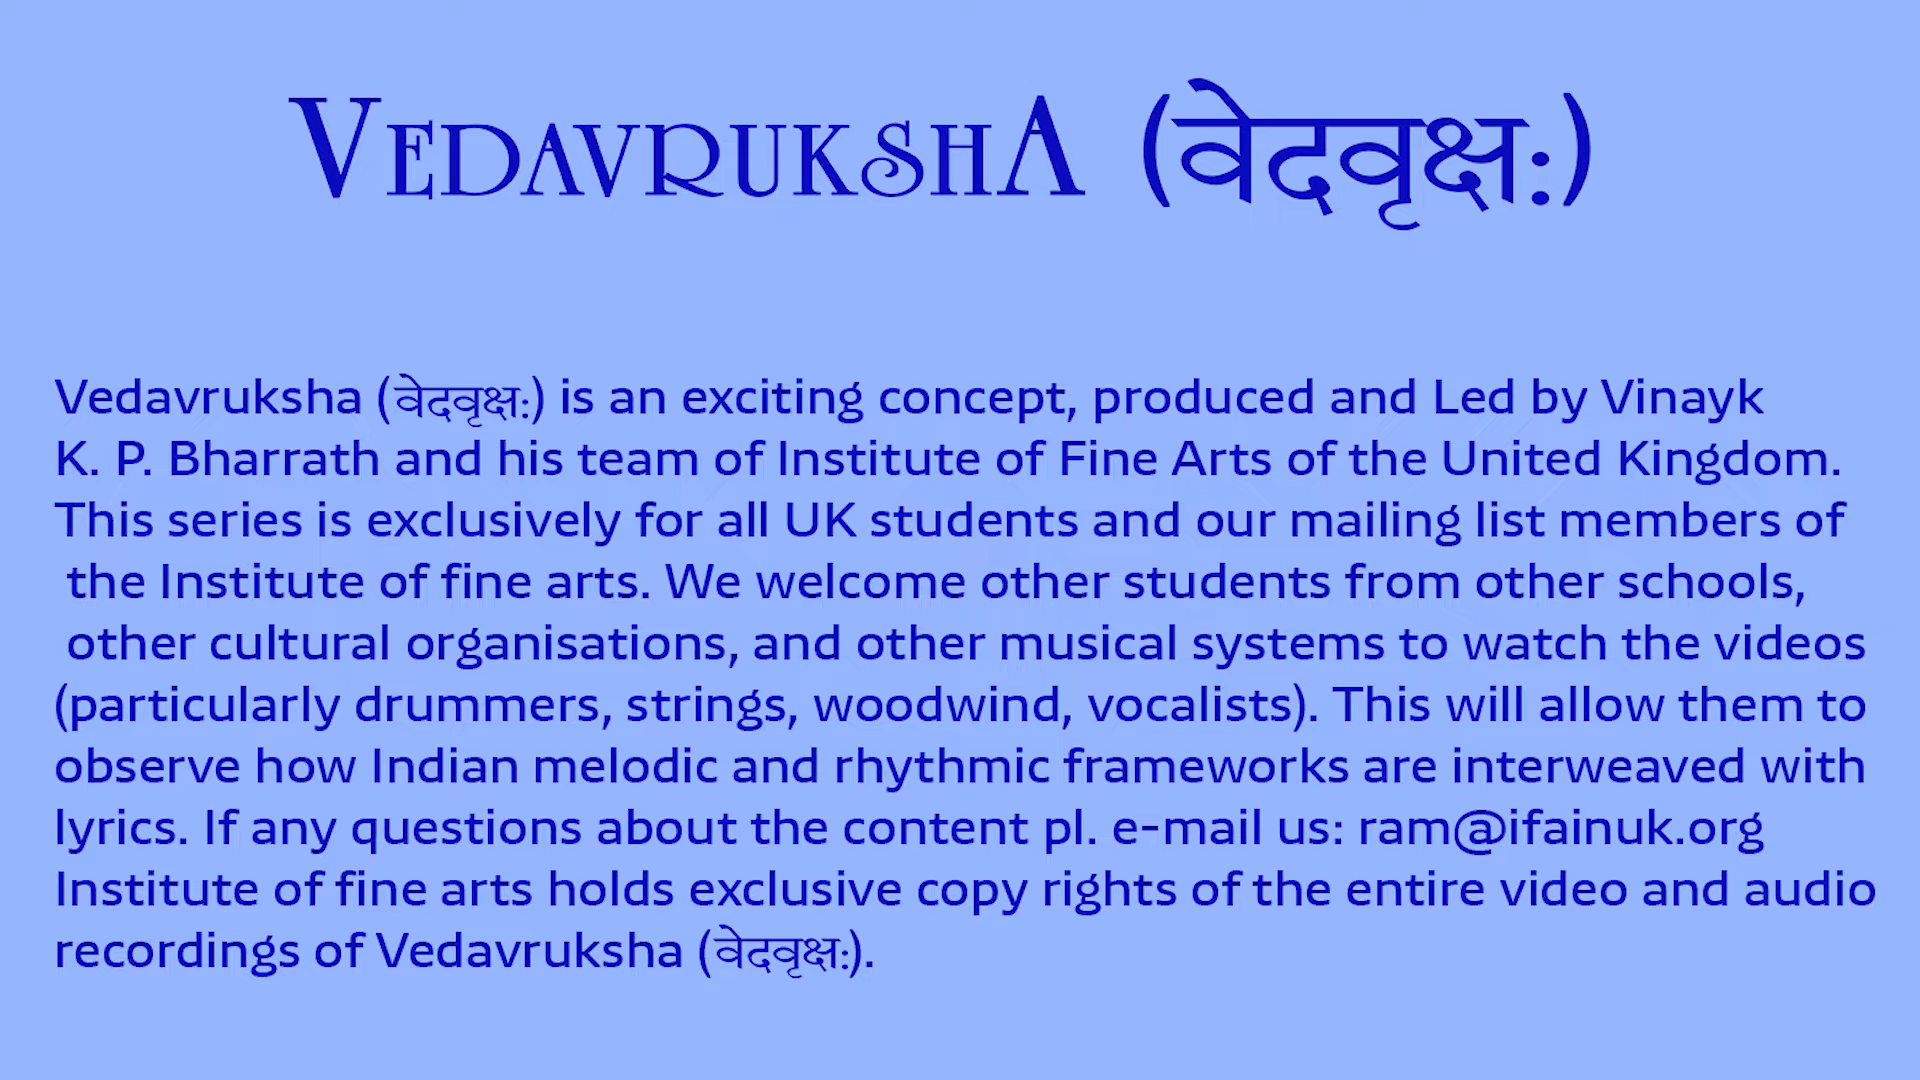 VEDAVRUKSHA (वेदवृक्षः)
Vedavruksha (वेदवृक्षः) is an exciting concept, produced and Led by Vinayk
K. P. Bharrath and his team of Institute of Fine Arts of the United Kingdom.
This series is exclusively for all UK students and our mailing list members of
the Institute of fine arts. We welcome other students from other schools,
other cultural organisations, and other musical systems to watch the videos
(particularly drummers, strings, woodwind, vocalists). This will allow them to
observe how Indian melodic and rhythmic frameworks are interweaved with
lyrics. If any questions about the content pl. e-mail us: ram@ifainuk.org
Institute of fine arts holds exclusive copy rights of the entire video and audio
recordings of Vedavruksha (वेदवृक्षः).